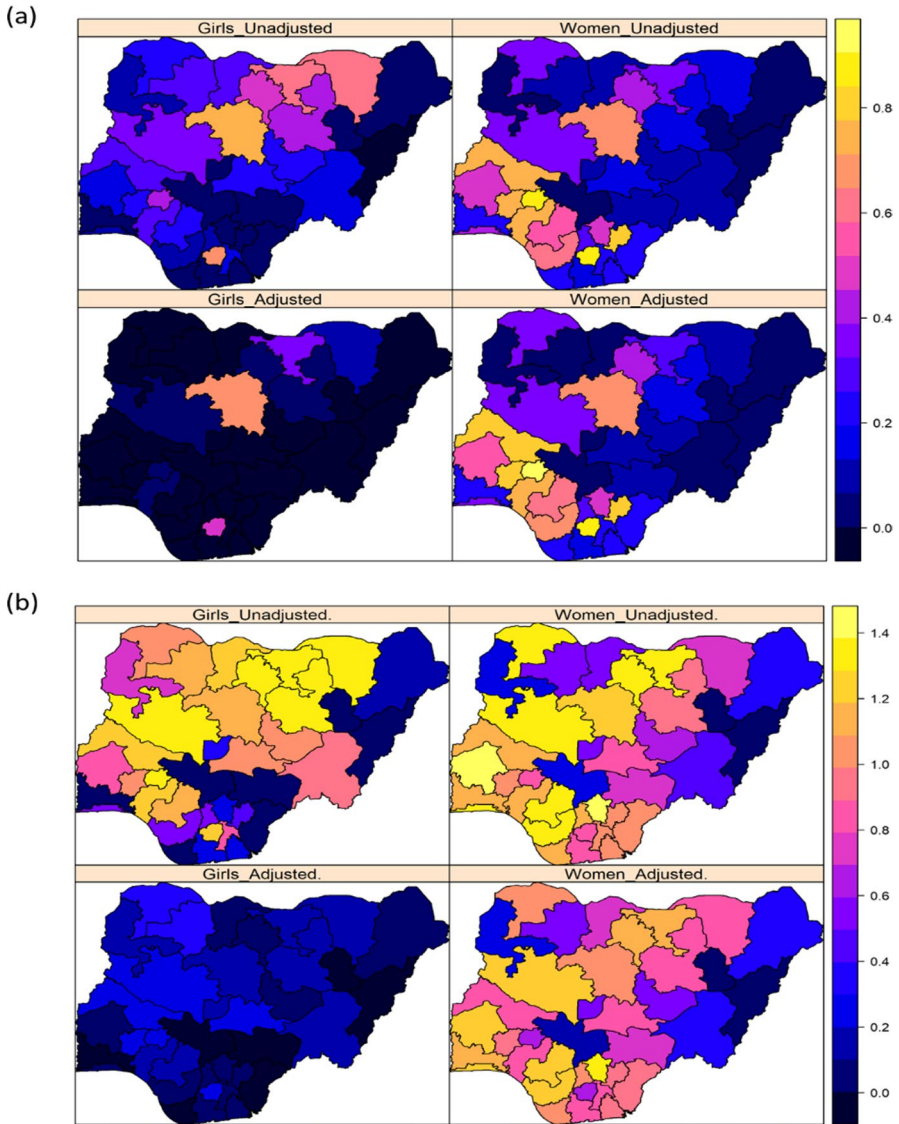 (a)
Girls_Unadjusted
Women_Unadjusted
Girls_Adjusted
Women_Adjusted
0.8
0.6
0.4
0.2
0.0
(b)
Girls_Unadjusted.
Women_Unadjusted.
Girls_Adjusted.
Women_Adjusted.
1.4
1.2
1.0
0.8
0.6
0.4
0.2
0.0